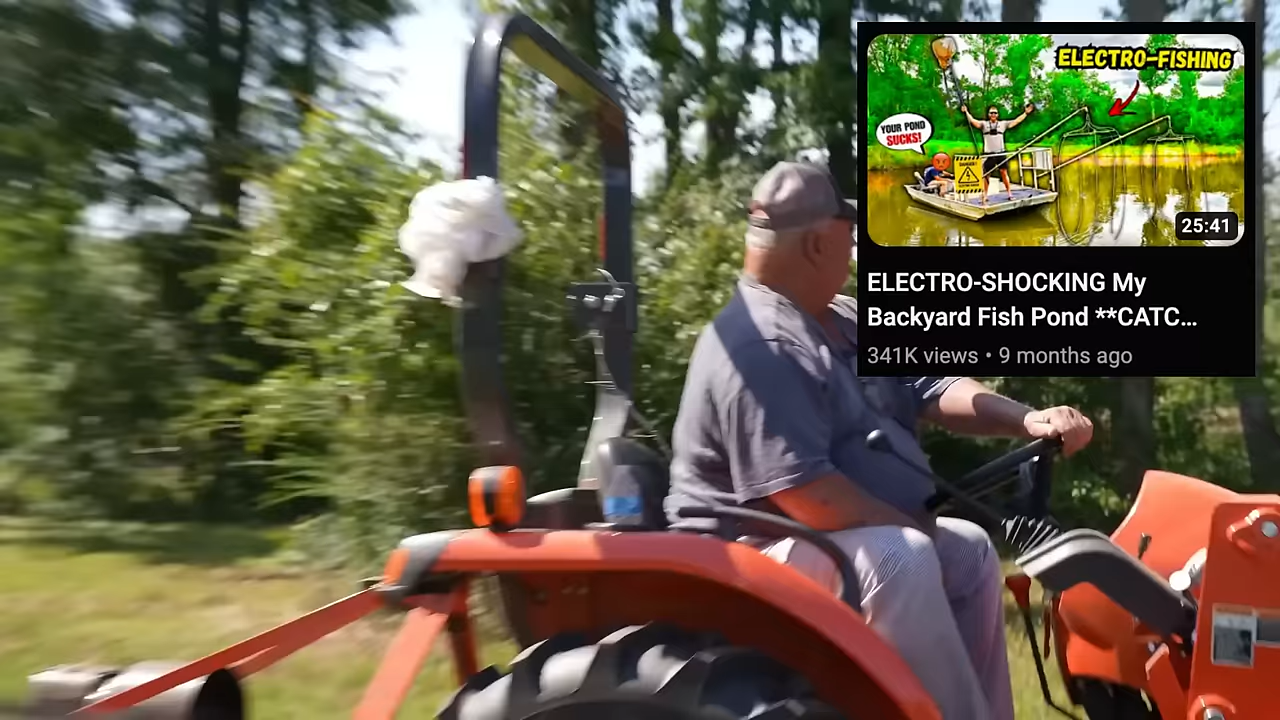 ELECTRO-FISHING
YOUR POND
SUCKS!
25:41
ELECTRO-SHOCKING My
Backyard Fish Pond **CATC...
341K views • 9 months ago